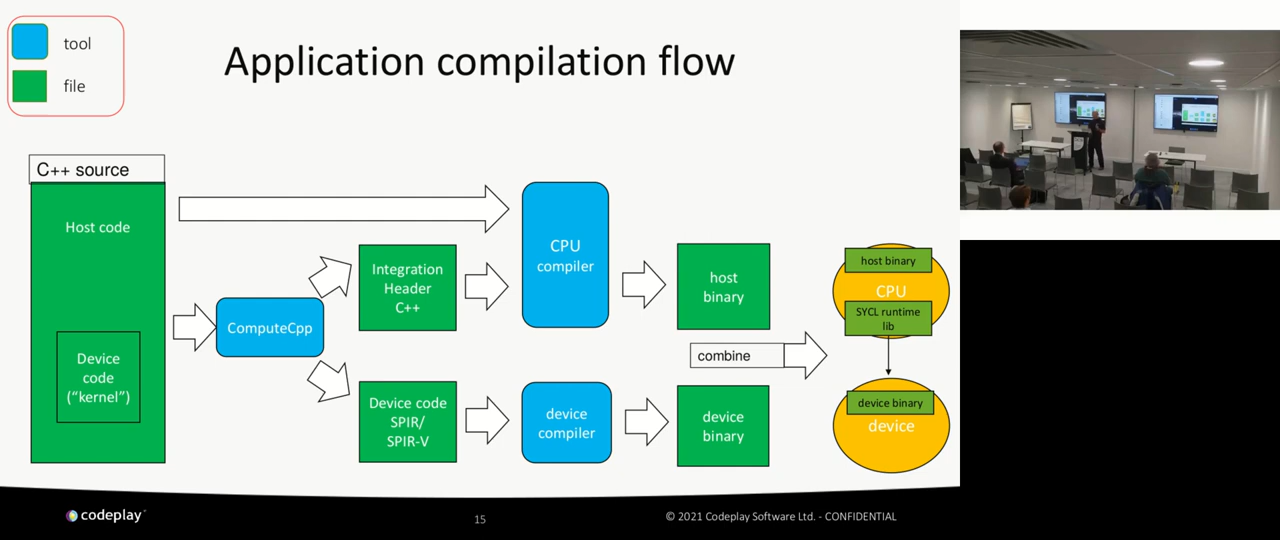 tool
file
Application compilation flow
C++ source
Host code
Device
code
(“kernel”)
ComputeCpp
Integration
Header
C++
Device code
SPIR/
SPIR-V
CPU
compiler
device
compiler
host
binary
device
binary
combine
host binary
CPU
SYCL runtime
lib
device binary
device
codeplay
15
© 2021 Codeplay Software Ltd. - CONFIDENTIAL